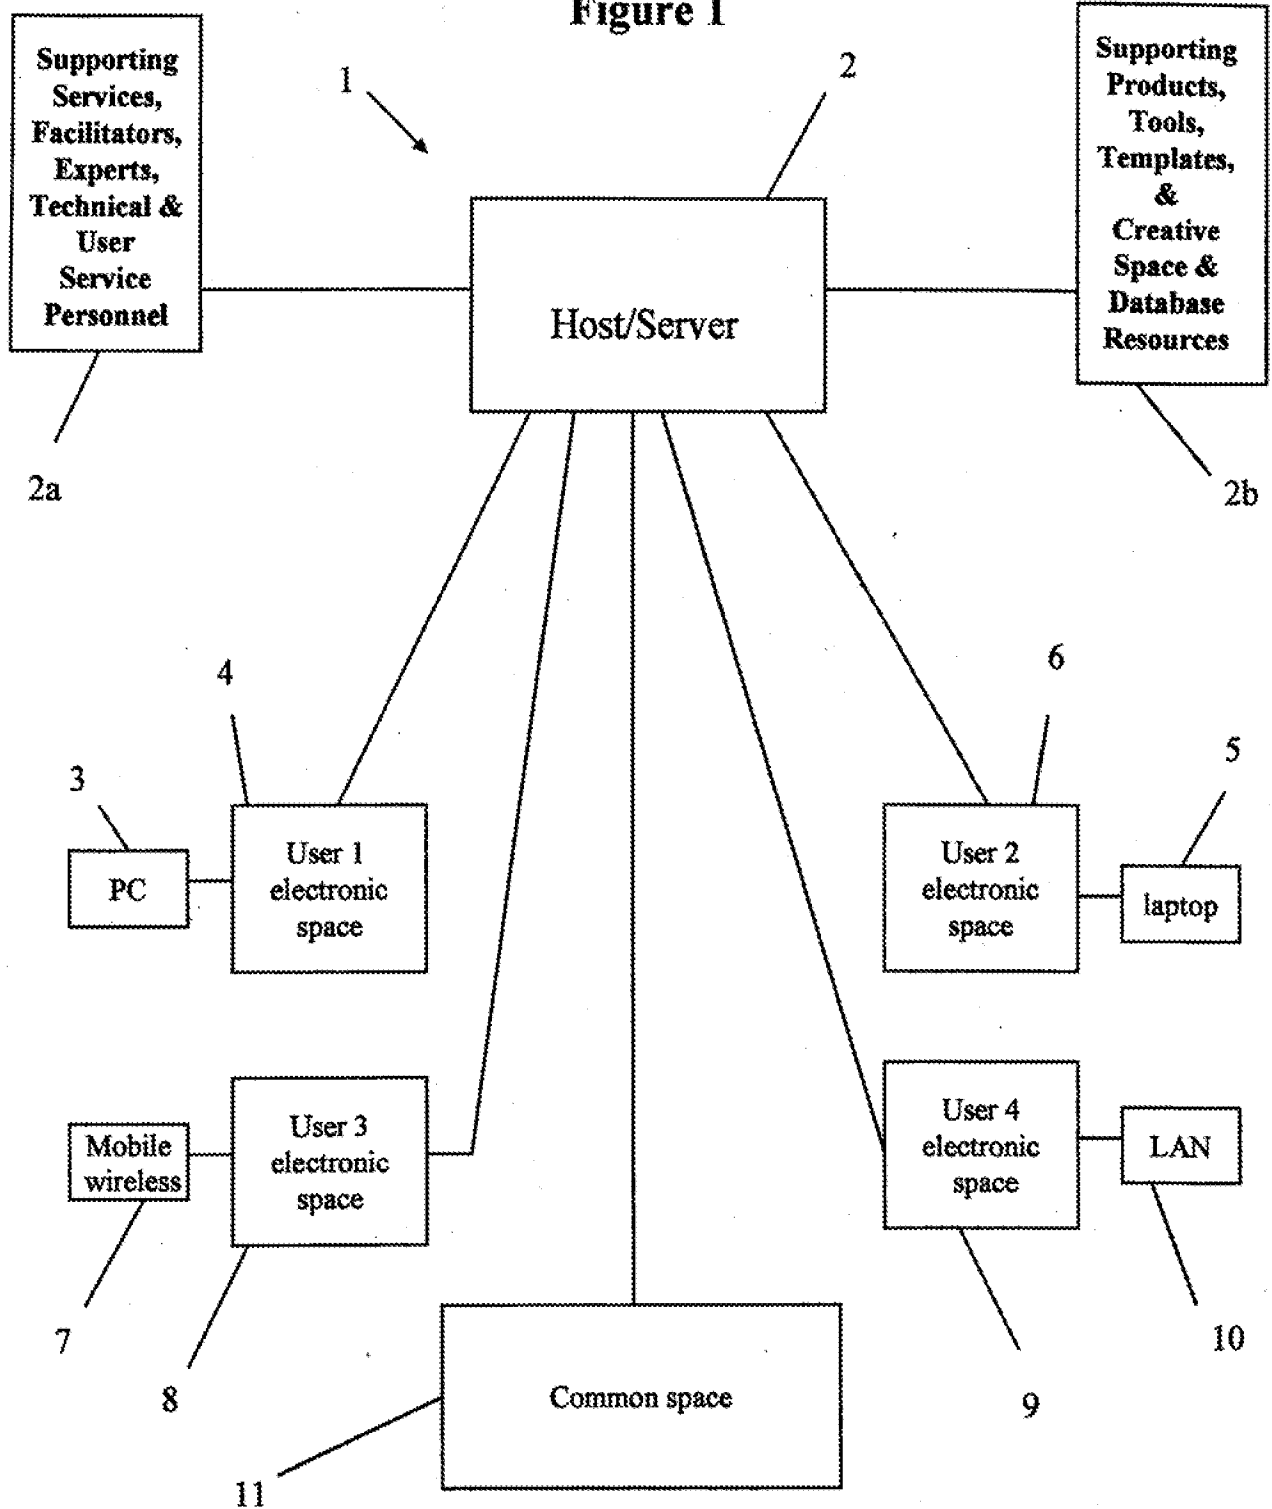 Figure 1
Supporting
Services,
Facilitators,
Experts,
Technical &
User
Service
Personnel
1
2
Supporting
Products,
Tools,
Templates,
&
Creative
Space &
Database
Resources
Host/Server
2a
2b
4
6
3
5
PC
User 1
electronic
space
User 2
electronic
space
laptop
Mobile
wireless
User 3
electronic
space
User 4
electronic
space
LAN
7
8
9
10
Common space
11